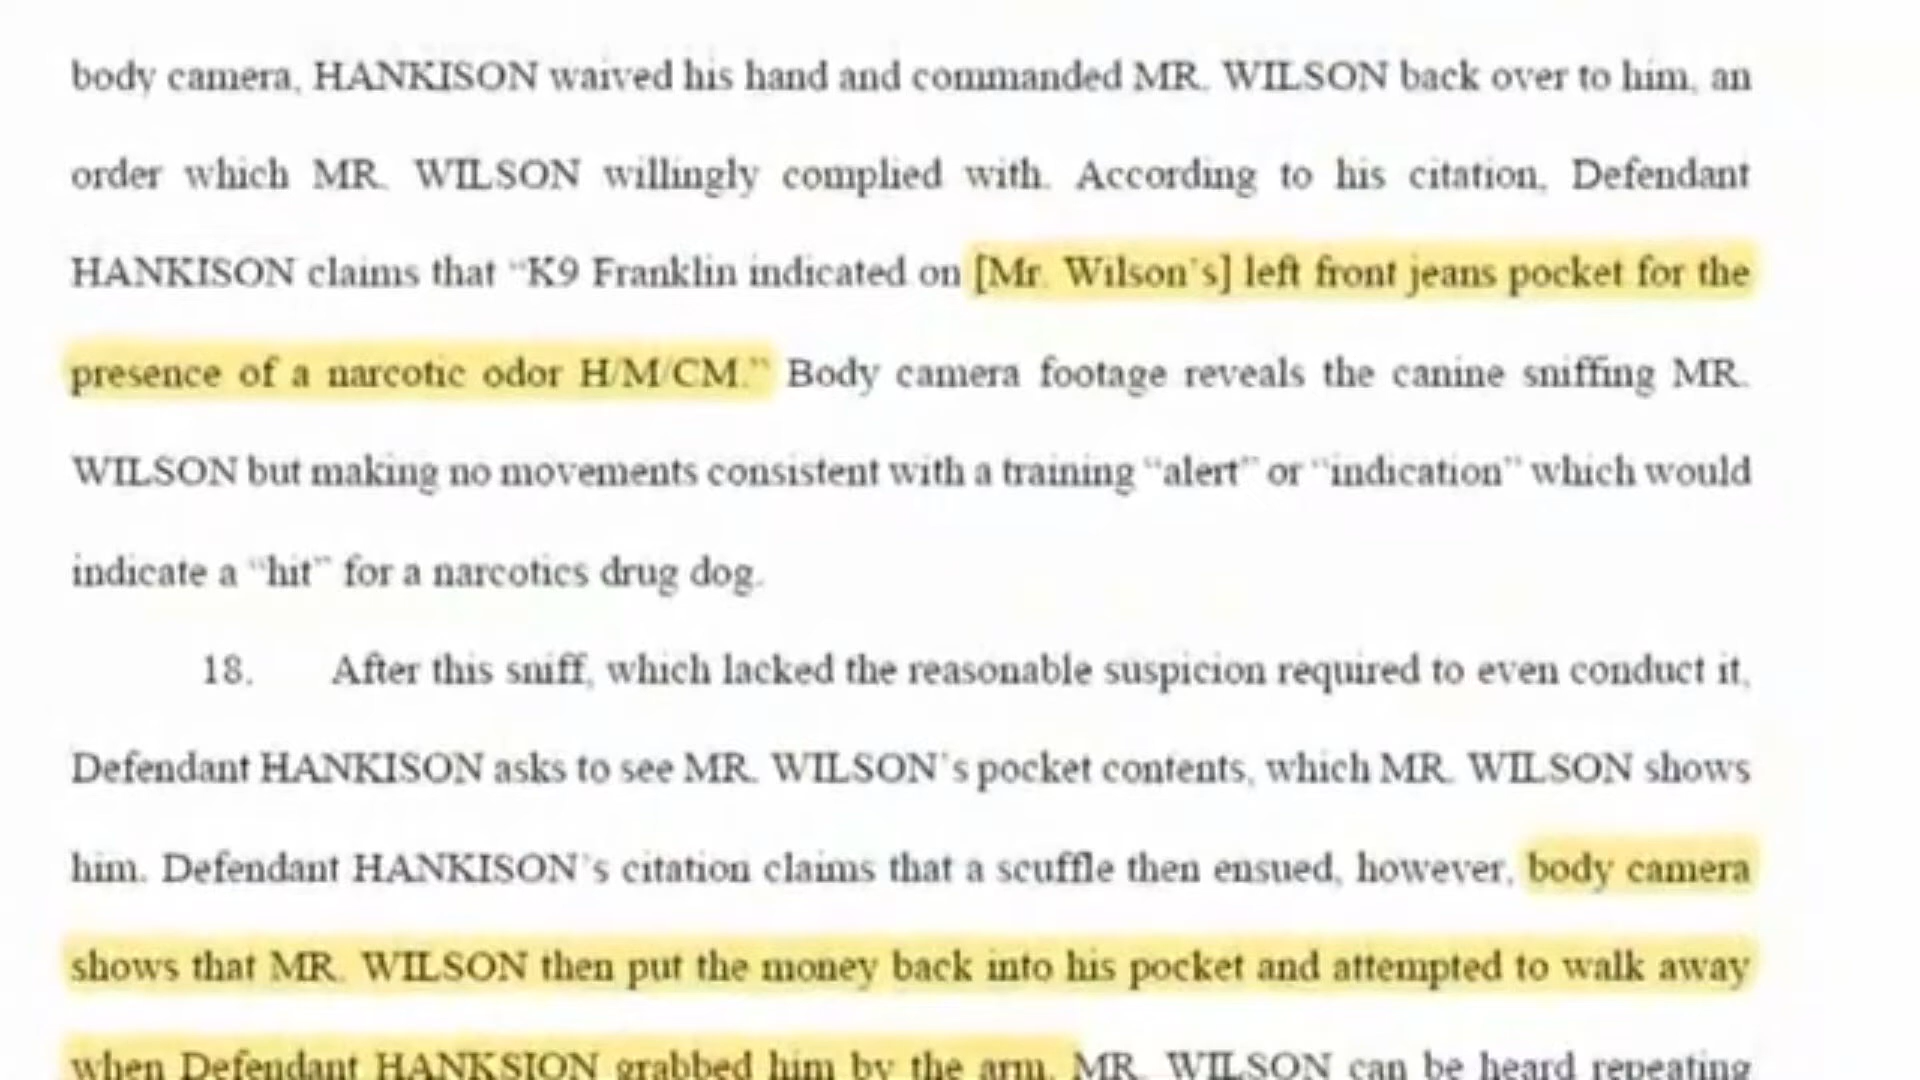 body camera, HANKISON waived his hand and commanded MR. WILSON back over to him, an
order which MR. WILSON willingly complied with. According to his citation, Defendant
HANKISON claims that “K9 Franklin indicated on [Mr. Wilson’s] left front jeans pocket for the
presence of a narcotic odor H/M/CM.” Body camera footage reveals the canine sniffing MR.
WILSON but making no movements consistent with a training “alert” or “indication” which would
indicate a “hit” for a narcotics drug dog.
18. After this sniff, which lacked the reasonable suspicion required to even conduct it,
Defendant HANKISON asks to see MR. WILSON’s pocket contents, which MR. WILSON shows
him. Defendant HANKISON’s citation claims that a scuffle then ensued, however, body camera
shows that MR. WILSON then put the money back into his pocket and attempted to walk away
when Defendant HANKSION grabbed him by the arm. MR. WILSON can be heard repeating